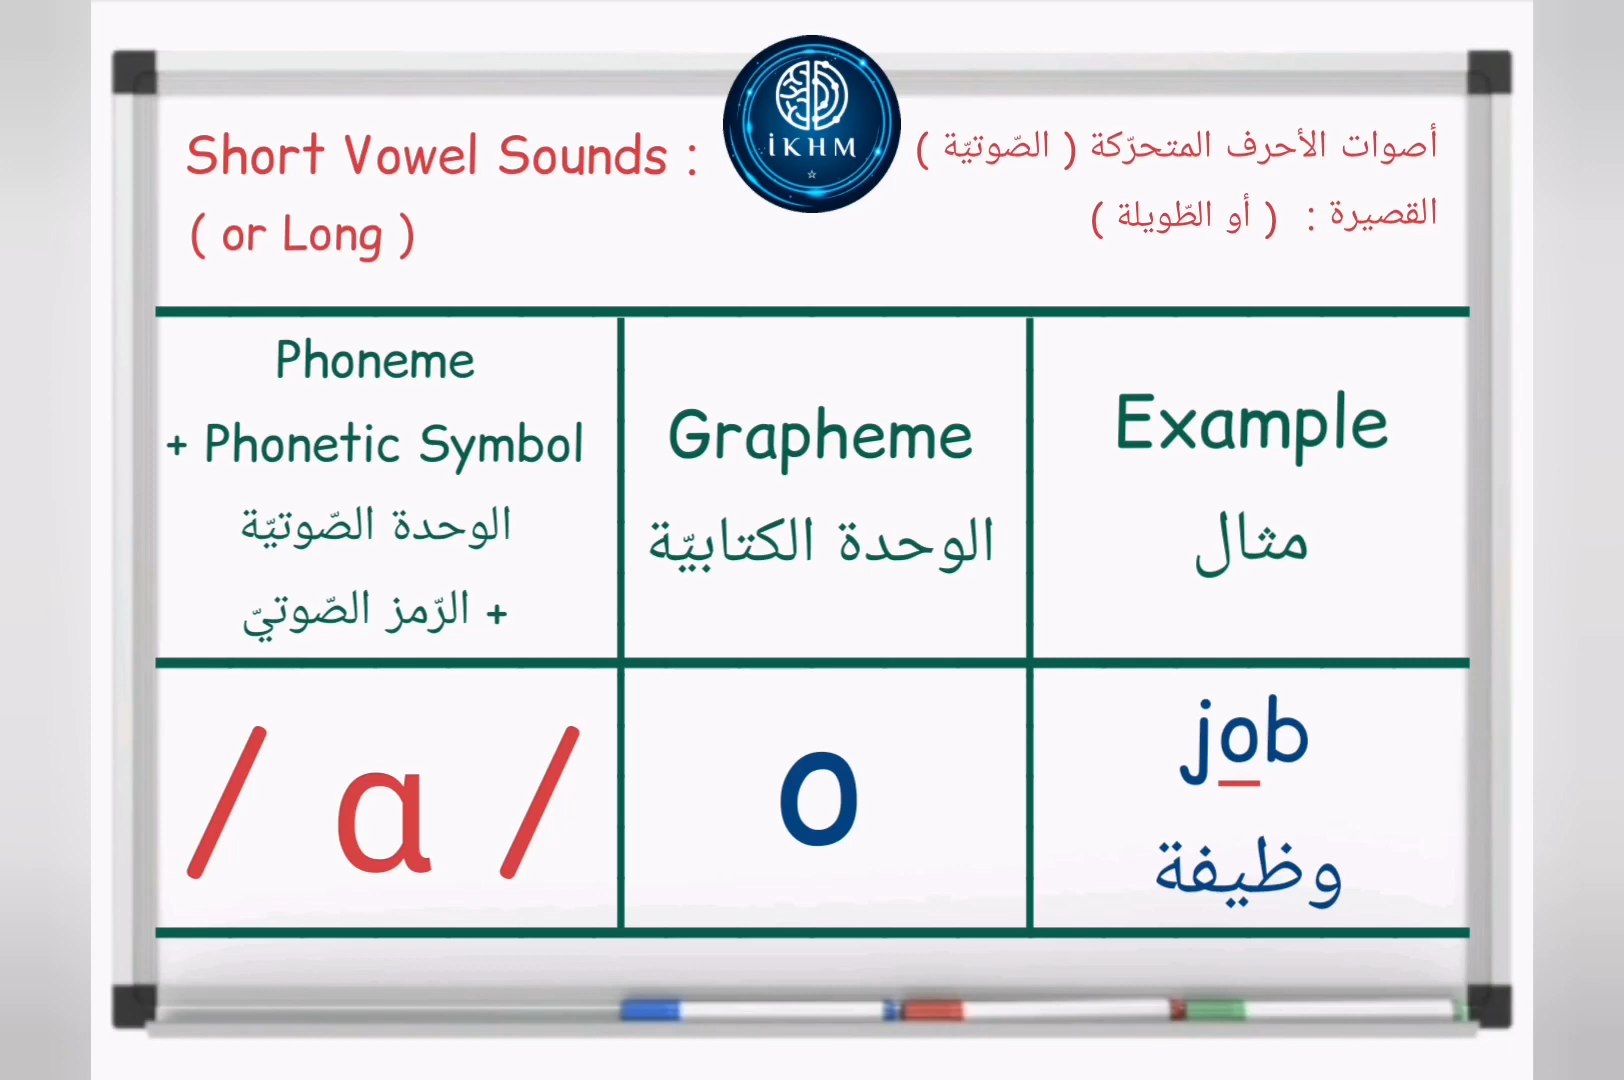 Short Vowel Sounds :
( or Long )
iKHM
أصوات الأحرف المتحرّكة ( الصّوتيّة )
القصيرة : ( أو الطّويلة )
Phoneme
+ Phonetic Symbol
الوحدة الصّوتيّة
+ الرّمز الصّوتيّ
Grapheme
الوحدة الكتابيّة
Example
مثال
/ ɑ /
o
job
وظيفة